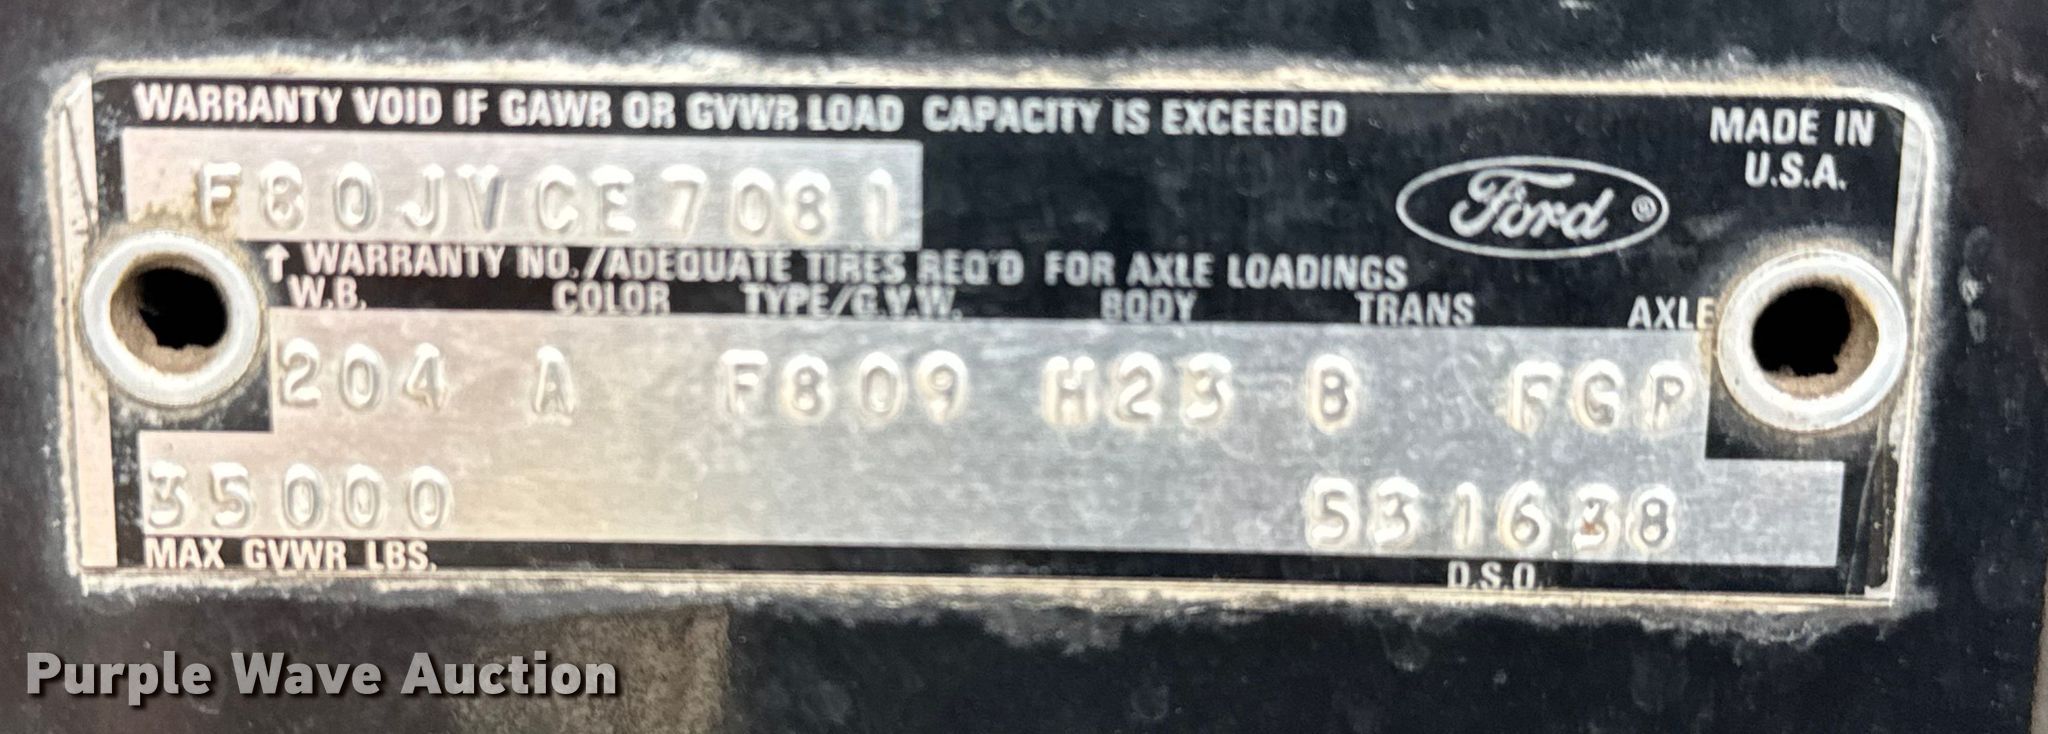 WARRANTY VOID IF GAWR OR GVWR LOAD CAPACITY IS EXCEEDED
MADE IN
U.S.A.
F80JVCE7081
Ford ®
↑ WARRANTY NO./ADEQUATE TIRES REQ'D FOR AXLE LOADINGS
W.B. COLOR TYPE/G.V.W. BODY TRANS AXLE
204 A F809 H23 B FGP
35000 531638
MAX GVWR LBS. D.S.O.
Purple Wave Auction